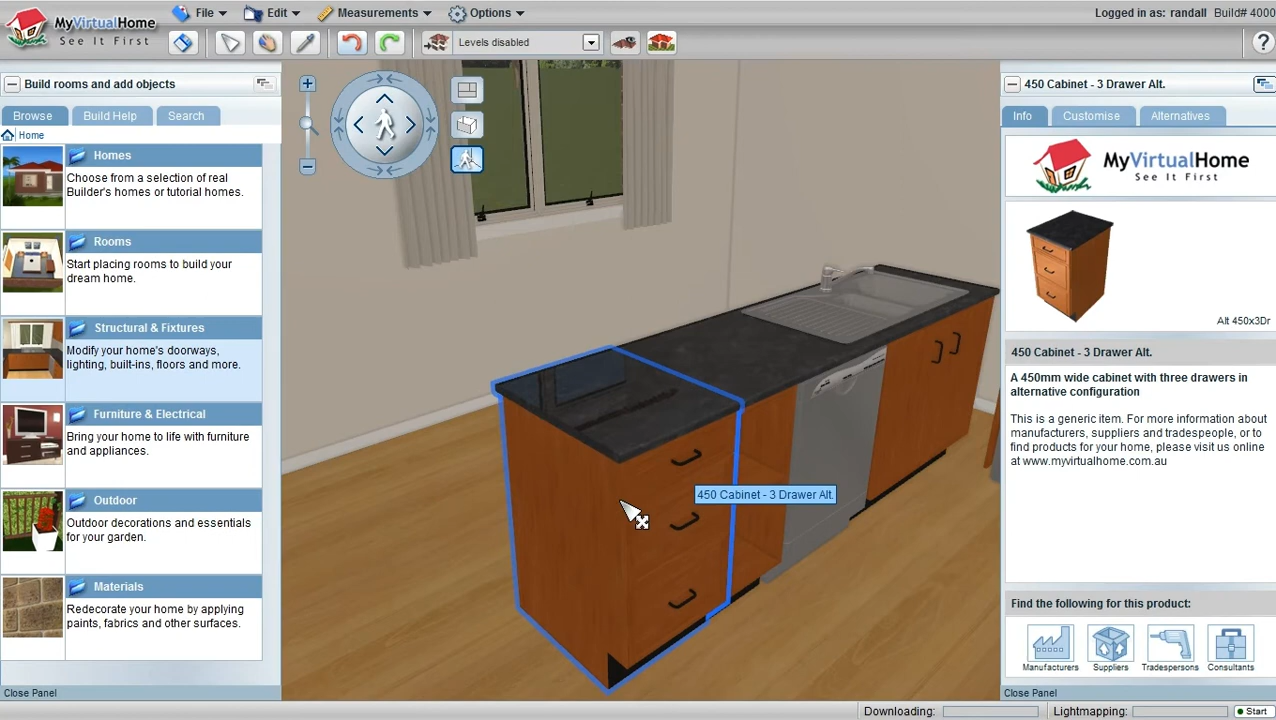 MyVirtualHome
See It First
File
Edit
Measurements
Options
Logged in as: randall
Build# 4000
Levels disabled
?
Build rooms and add objects
Browse
Build Help
Search
Home
Homes
Choose from a selection of real
Builder's homes or tutorial homes.
Rooms
Start placing rooms to build your
dream home.
Structural & Fixtures
Modify your home's doorways,
lighting, built-ins, floors and more.
Furniture & Electrical
Bring your home to life with furniture
and appliances.
Outdoor
Outdoor decorations and essentials
for your garden.
Materials
Redecorate your home by applying
paints, fabrics and other surfaces.
Close Panel
450 Cabinet - 3 Drawer Alt.
450 Cabinet - 3 Drawer Alt.
Info
Customise
Alternatives
MyVirtualHome
See It First
Alt 450x3Dr
450 Cabinet - 3 Drawer Alt.
A 450mm wide cabinet with three drawers in
alternative configuration
This is a generic item. For more information about
manufacturers, suppliers and tradespeople, or to
find products for your home, please visit us online
at www.myvirtualhome.com.au
Find the following for this product:
Manufacturers
Suppliers
Tradespersons
Consultants
Close Panel
Downloading:
Lightmapping:
Start